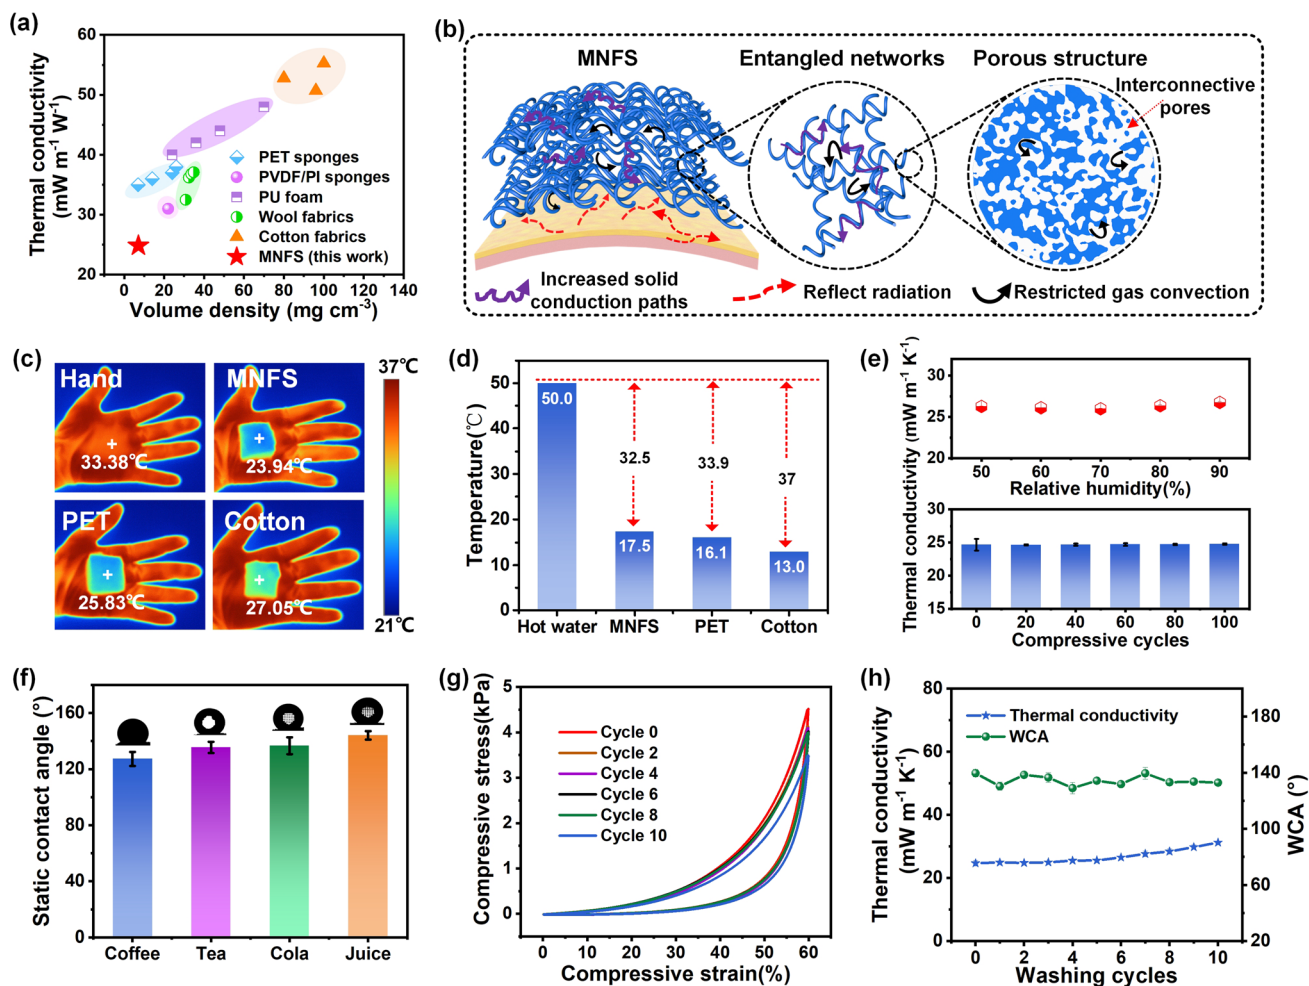 (a)
Thermal conductivity
(mW m⁻¹ W⁻¹)
60
50
40
30
20
0 20 40 60 80 100 120 140
Volume density (mg cm⁻³)
PET sponges
PVDF/PI sponges
PU foam
Wool fabrics
Cotton fabrics
MNFS (this work)
(b)
MNFS
Entangled networks
Porous structure
Interconnective
pores
Increased solid
conduction paths
Reflect radiation
Restricted gas convection
(c)
Hand
33.38℃
MNFS
23.94℃
PET
25.83℃
Cotton
27.05℃
37℃
21℃
(d)
Temperature(℃)
60
50
40
30
20
10
0
50.0
32.5
33.9
37
17.5
16.1
13.0
Hot water MNFS PET Cotton
(e)
Thermal conductivity (mW m⁻¹ K⁻¹)
30
25
20
50 60 70 80 90
Relative humidity(%)
30
25
20
15
0 20 40 60 80 100
Compressive cycles
(f)
Static contact angle (°)
160
120
80
40
0
Coffee Tea Cola Juice
(g)
Compressive stress(kPa)
5
4
3
2
1
0
Cycle 0
Cycle 2
Cycle 4
Cycle 6
Cycle 8
Cycle 10
0 10 20 30 40 50 60
Compressive strain(%)
(h)
Thermal conductivity
(mW m⁻¹ K⁻¹)
80
60
40
20
0
Thermal conductivity
WCA
180
140
100
60
20
WCA (°)
0 2 4 6 8 10
Washing cycles